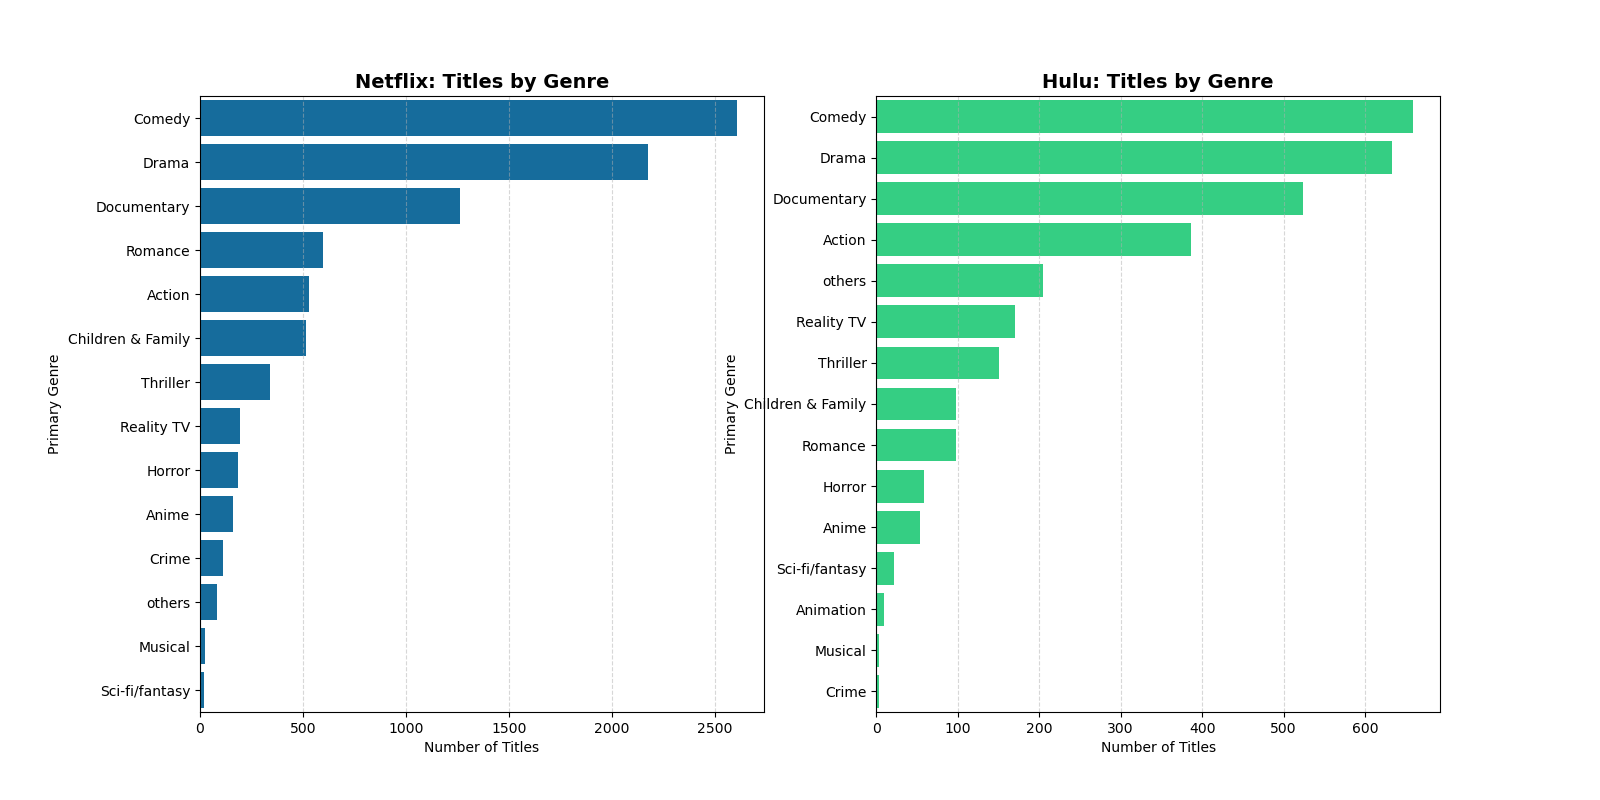 Netflix: Titles by Genre
Primary Genre
Comedy
Drama
Documentary
Romance
Action
Children & Family
Thriller
Reality TV
Horror
Anime
Crime
others
Musical
Sci-fi/fantasy
0 500 1000 1500 2000 2500
Number of Titles
Hulu: Titles by Genre
Primary Genre
Comedy
Drama
Documentary
Action
others
Reality TV
Thriller
Children & Family
Romance
Horror
Anime
Sci-fi/fantasy
Animation
Musical
Crime
0 100 200 300 400 500 600
Number of Titles